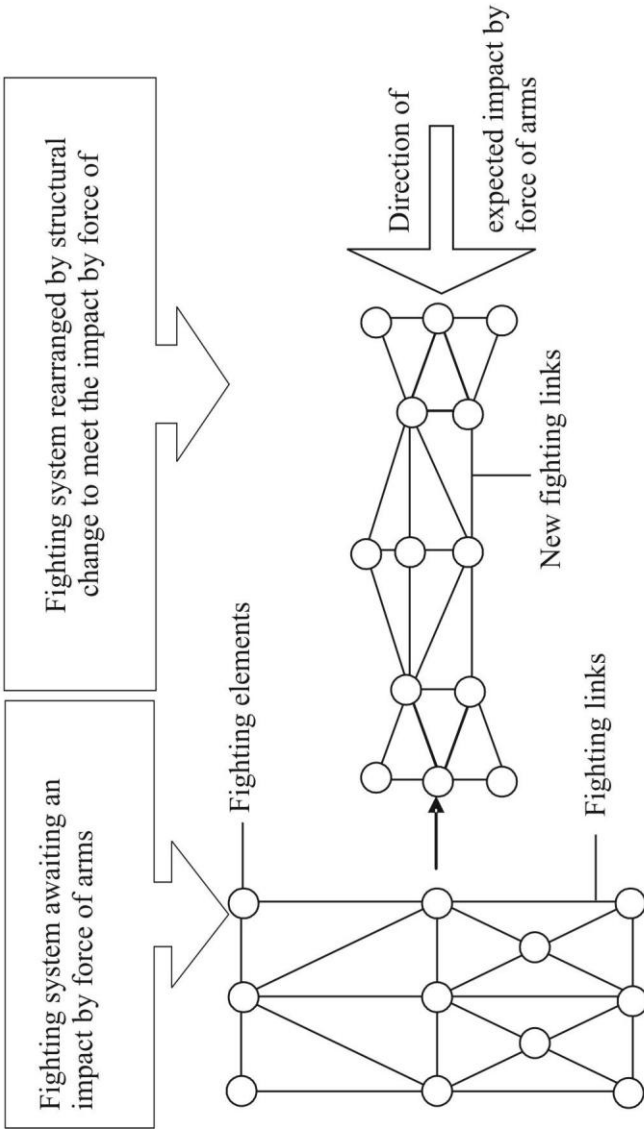 Fighting system awaiting an
impact by force of arms
Fighting system rearranged by structural
change to meet the impact by force of
Fighting elements
Direction of
expected impact by
force of arms
Fighting links
New fighting links